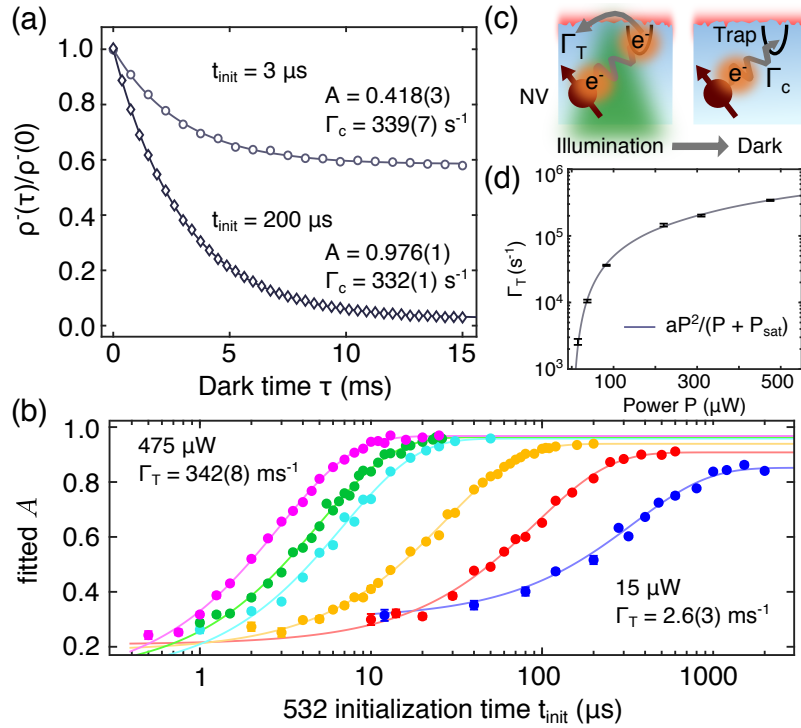 (a)
1.0
0.8
0.6
0.4
0.2
0.0
ρ⁻(τ)/ρ⁻(0)
t_init = 3 μs
A = 0.418(3)
Γ_c = 339(7) s⁻¹
t_init = 200 μs
A = 0.976(1)
Γ_c = 332(1) s⁻¹
0 5 10 15
Dark time τ (ms)
(c)
Γ_T
e⁻
e⁻
NV
Trap
e⁻
Γ_c
Illumination Dark
(d)
10⁶
10⁵
10⁴
10³
Γ_T (s⁻¹)
aP²/(P + P_sat)
100 300 500
Power P (μW)
(b)
1.0
0.8
0.6
0.4
0.2
fitted A
475 μW
Γ_T = 342(8) ms⁻¹
15 μW
Γ_T = 2.6(3) ms⁻¹
1 10 100 1000
532 initialization time t_init (μs)